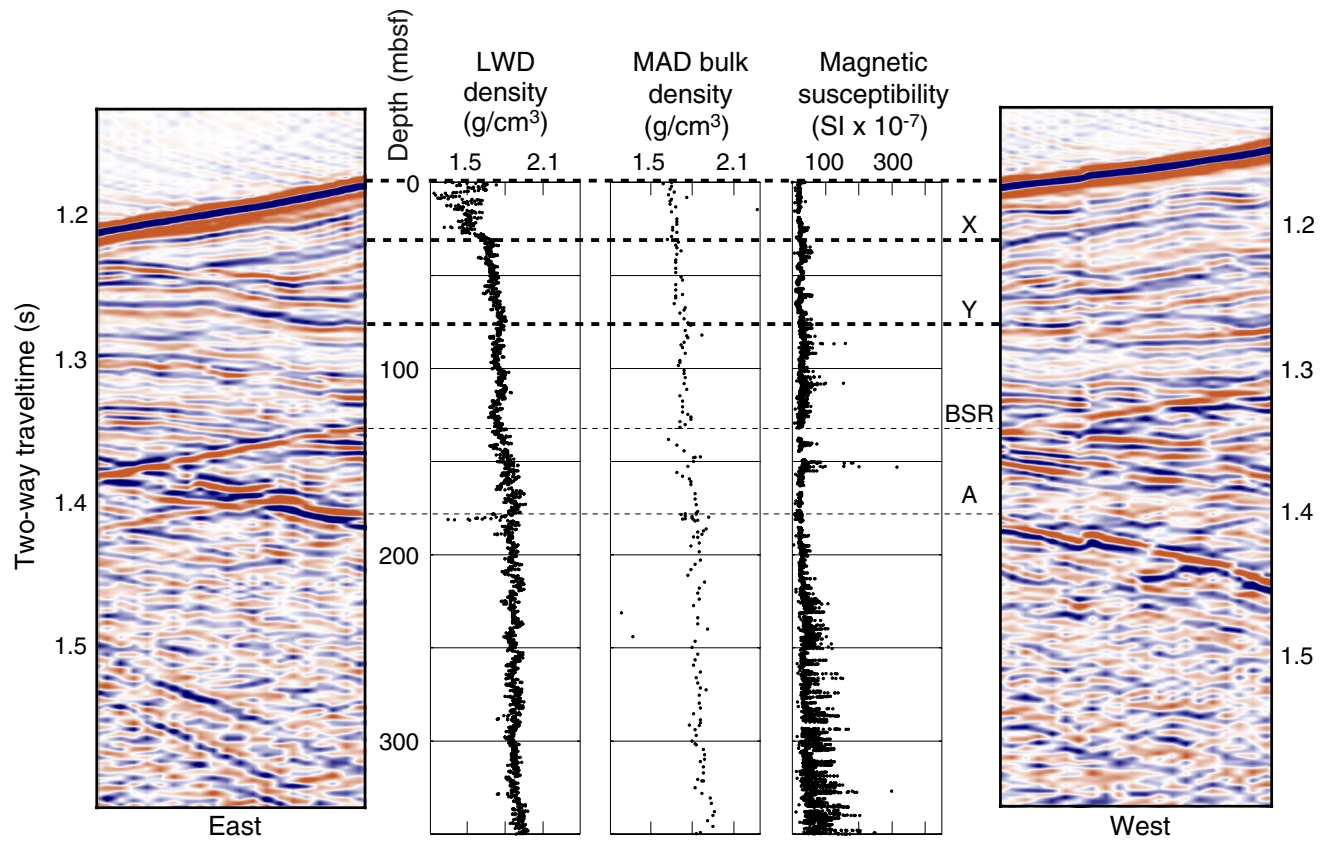 Two-way traveltime (s)
1.2
1.3
1.4
1.5
East
Depth (mbsf)
0
100
200
300
LWD
density
(g/cm³)
1.5 2.1
MAD bulk
density
(g/cm³)
1.5 2.1
Magnetic
susceptibility
(SI x 10⁻⁷)
100 300
X
Y
BSR
A
1.2
1.3
1.4
1.5
West